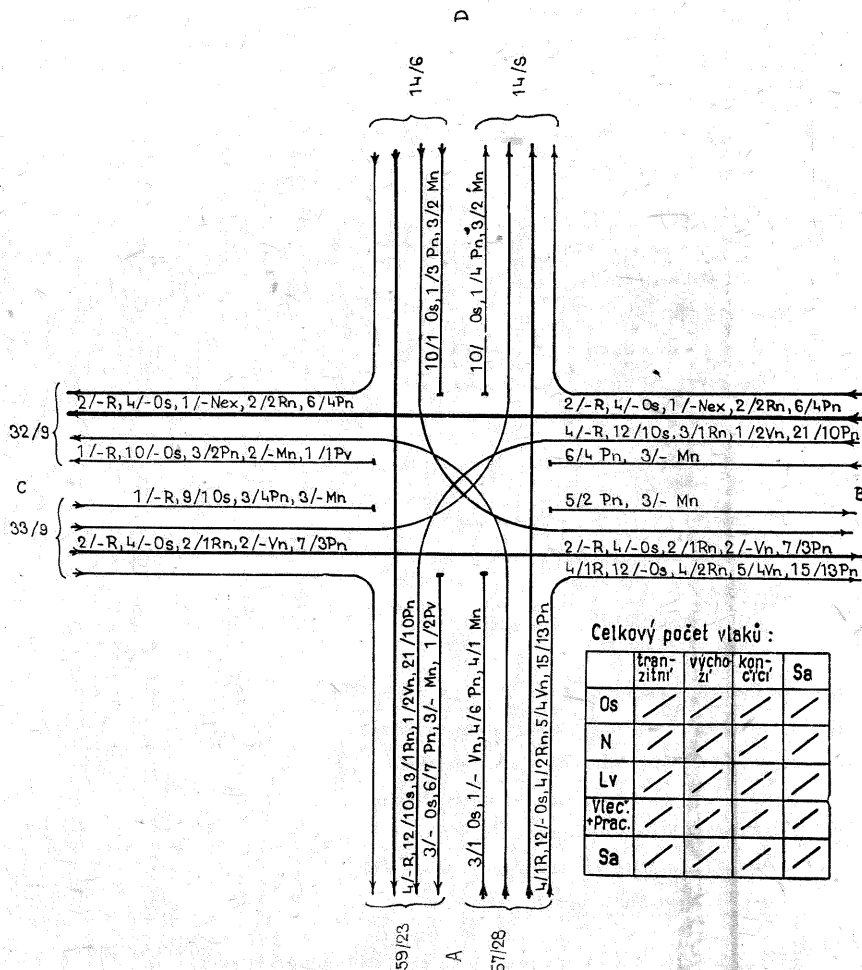 D
14/6
14/S
10/1 Os, 1/3 Pn, 3/2 Mn
10/ Os, 1/4 Pn, 3/2 Mn
2/-R, 4/-Os, 1/-Nex, 2/2Rn, 6/4Pn
32/9
1/-R, 10/-Os, 3/2Pn, 2/-Mn, 1/1Pv
C
1/-R, 9/1Os, 3/4Pn, 3/-Mn
33/9
2/-R, 4/-Os, 2/1Rn, 2/-Vn, 7/3Pn
2/-R, 4/-Os, 1/-Nex, 2/2Rn, 6/4Pn
4/-R, 12/1Os, 3/1Rn, 1/2Vn, 21/10Pn
6/4 Pn, 3/- Mn
B
5/2 Pn, 3/- Mn
2/-R, 4/-Os, 2/1Rn, 2/-Vn, 7/3Pn
4/1R, 12/-Os, 4/2Rn, 5/4Vn, 15/13Pn
4/-R, 12/1Os, 3/1Rn, 1/2Vn, 21/10Pn
3/- Os, 6/7 Pn, 3/- Mn, 1/2Pv
3/1 Os, 1/- Vn, 4/6 Pn, 4/1 Mn
4/1R, 12/-Os, 4/2Rn, 5/4Vn, 15/13Pn
59/23
A
57/28
Celkový počet vlaků :
tran-zitní výcho-zí kon-čící Sa
Os / / / /
N / / / /
Lv / / / /
Vleč. +Prac. / / / /
Sa / / / /